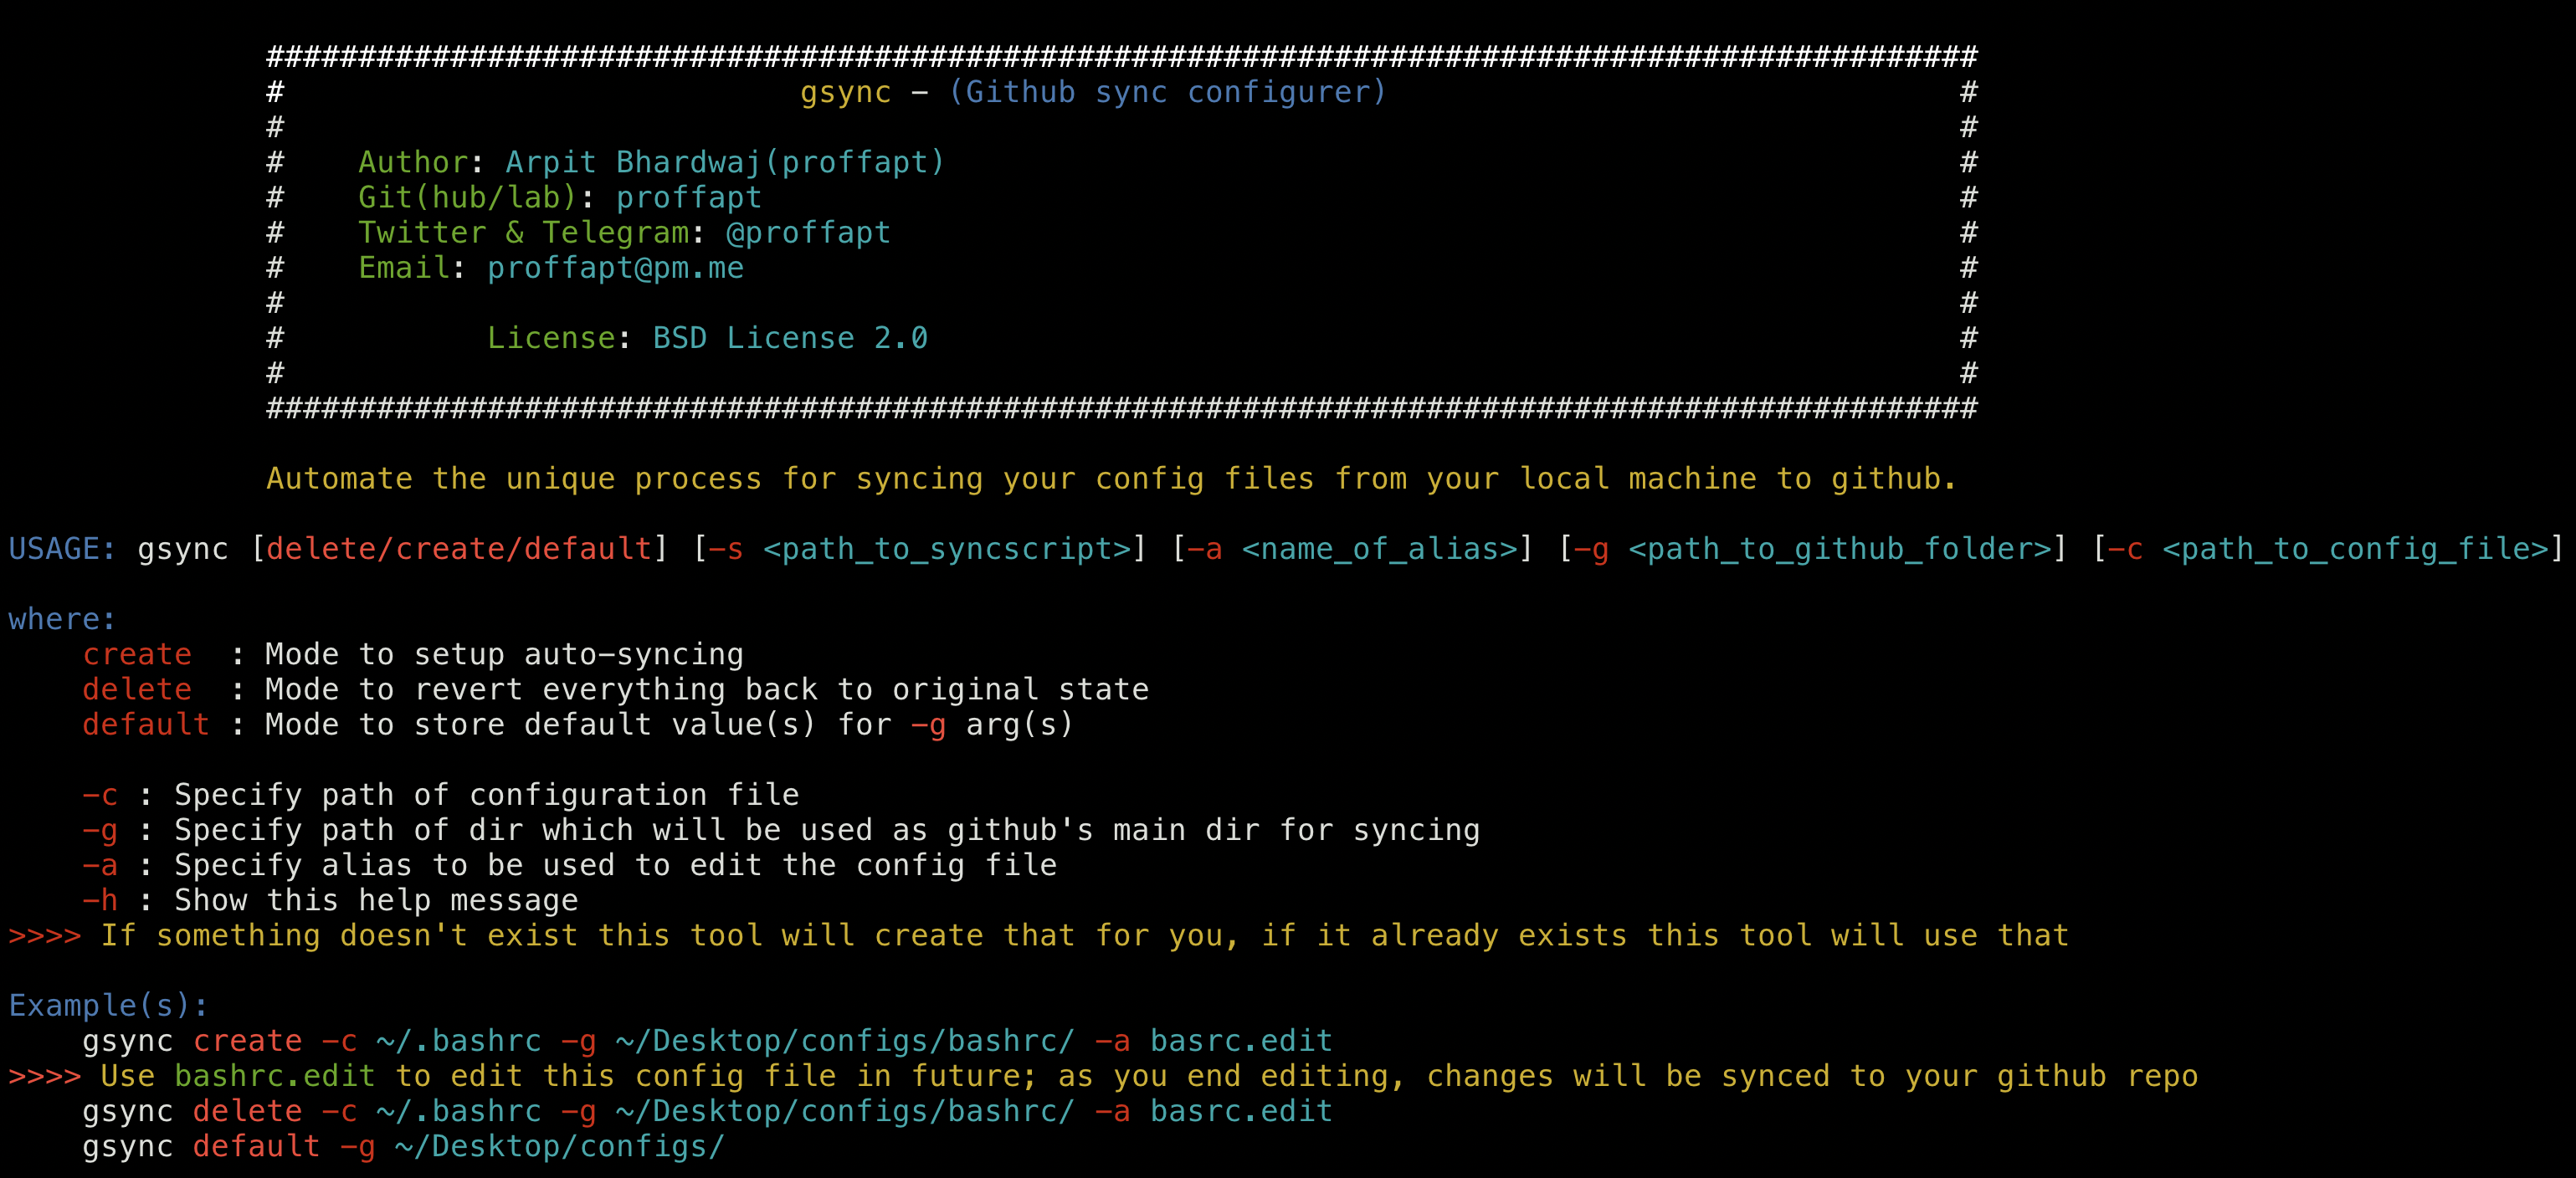 #############################################################################################
# gsync - (Github sync configurer) #
# #
# Author: Arpit Bhardwaj(proffapt) #
# Git(hub/lab): proffapt #
# Twitter & Telegram: @proffapt #
# Email: proffapt@pm.me #
# #
# License: BSD License 2.0 #
# #
#############################################################################################
Automate the unique process for syncing your config files from your local machine to github.
USAGE: gsync [delete/create/default] [-s <path_to_syncscript>] [-a <name_of_alias>] [-g <path_to_github_folder>] [-c <path_to_config_file>]
where:
create : Mode to setup auto-syncing
delete : Mode to revert everything back to original state
default : Mode to store default value(s) for -g arg(s)
-c : Specify path of configuration file
-g : Specify path of dir which will be used as github's main dir for syncing
-a : Specify alias to be used to edit the config file
-h : Show this help message
>>>> If something doesn't exist this tool will create that for you, if it already exists this tool will use that
Example(s):
gsync create -c ~/.bashrc -g ~/Desktop/configs/bashrc/ -a basrc.edit
>>>> Use bashrc.edit to edit this config file in future; as you end editing, changes will be synced to your github repo
gsync delete -c ~/.bashrc -g ~/Desktop/configs/bashrc/ -a basrc.edit
gsync default -g ~/Desktop/configs/